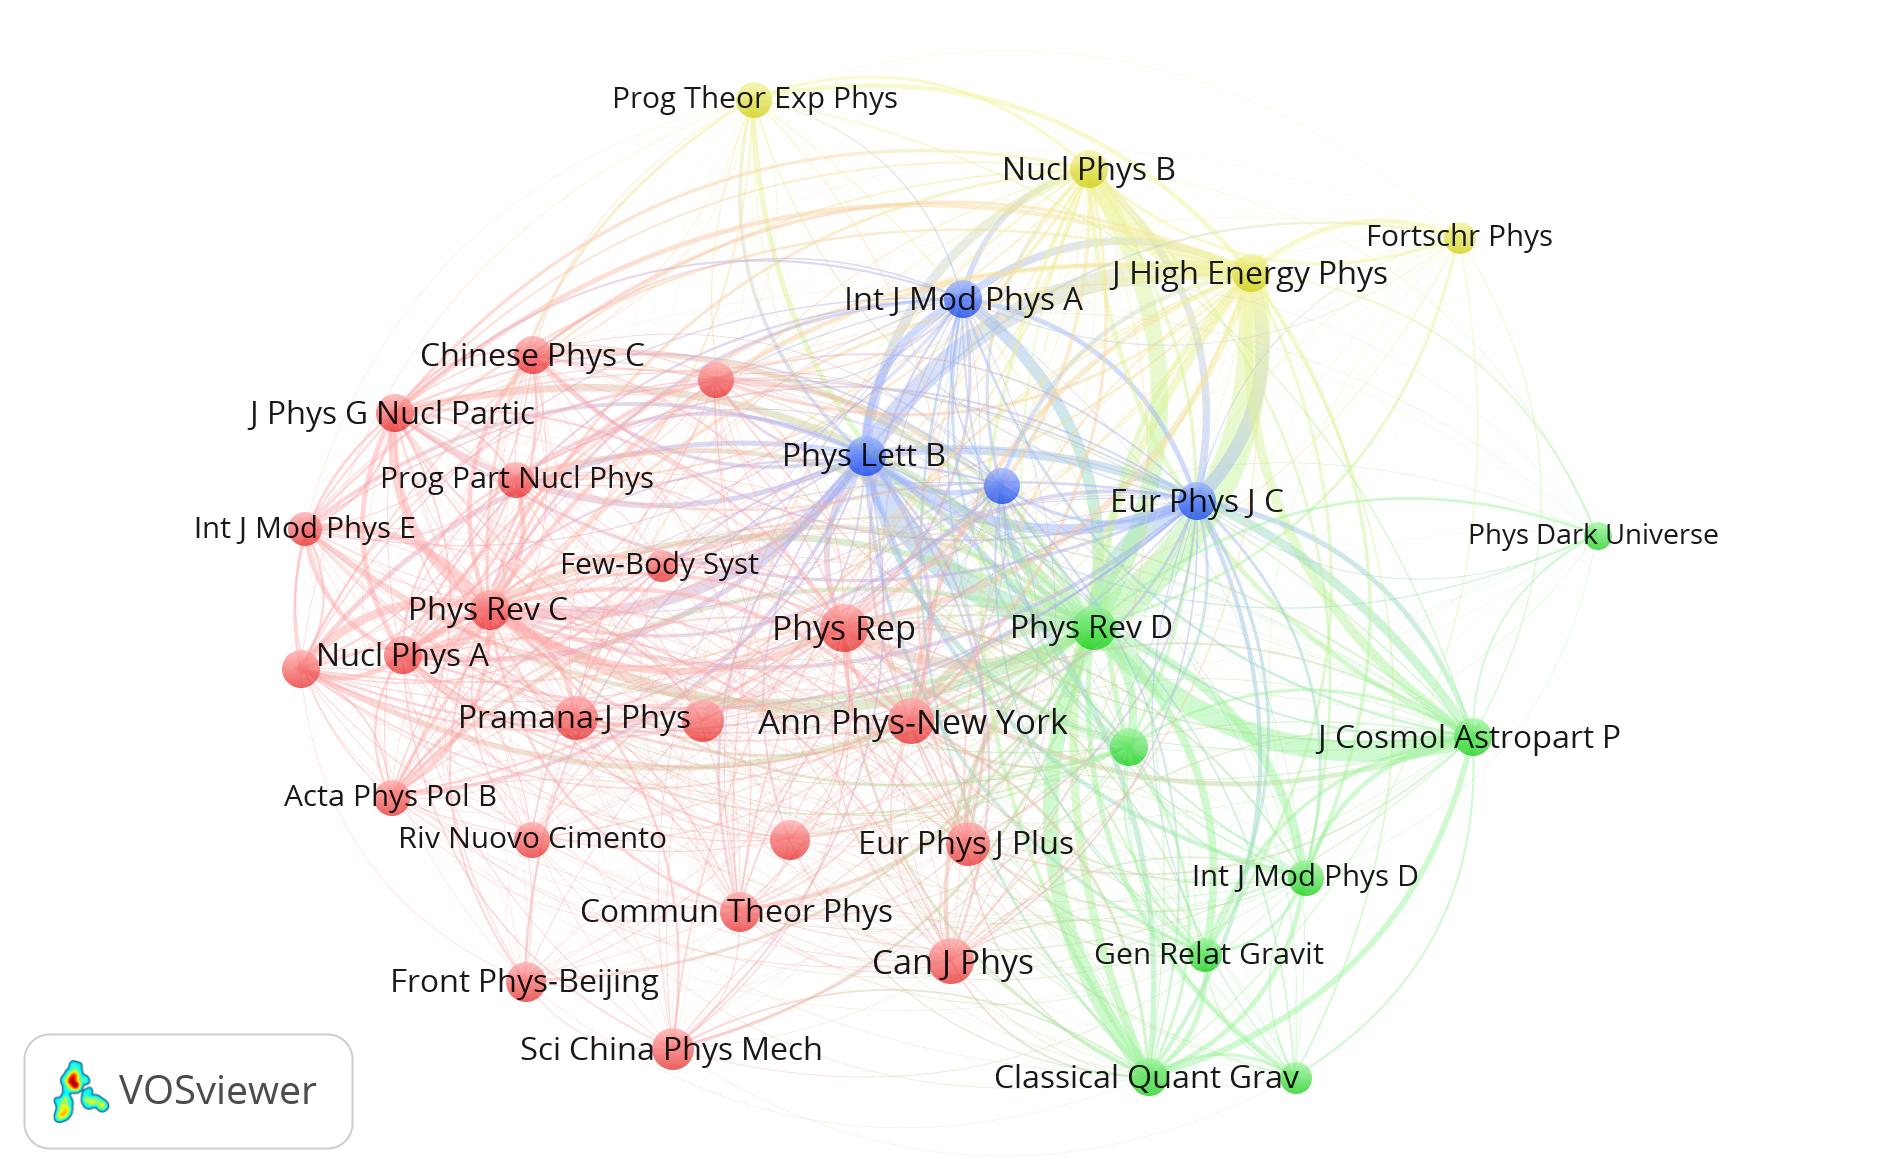 Prog Theor Exp Phys
Nucl Phys B
Fortschr Phys
J High Energy Phys
Int J Mod Phys A
Chinese Phys C
J Phys G Nucl Partic
Phys Lett B
Prog Part Nucl Phys
Eur Phys J C
Int J Mod Phys E
Phys Dark Universe
Few-Body Syst
Phys Rev C
Phys Rep
Phys Rev D
Nucl Phys A
Pramana-J Phys
Ann Phys-New York
J Cosmol Astropart P
Acta Phys Pol B
Riv Nuovo Cimento
Eur Phys J Plus
Int J Mod Phys D
Commun Theor Phys
Gen Relat Gravit
Can J Phys
Front Phys-Beijing
Sci China Phys Mech
Classical Quant Grav
VOSviewer